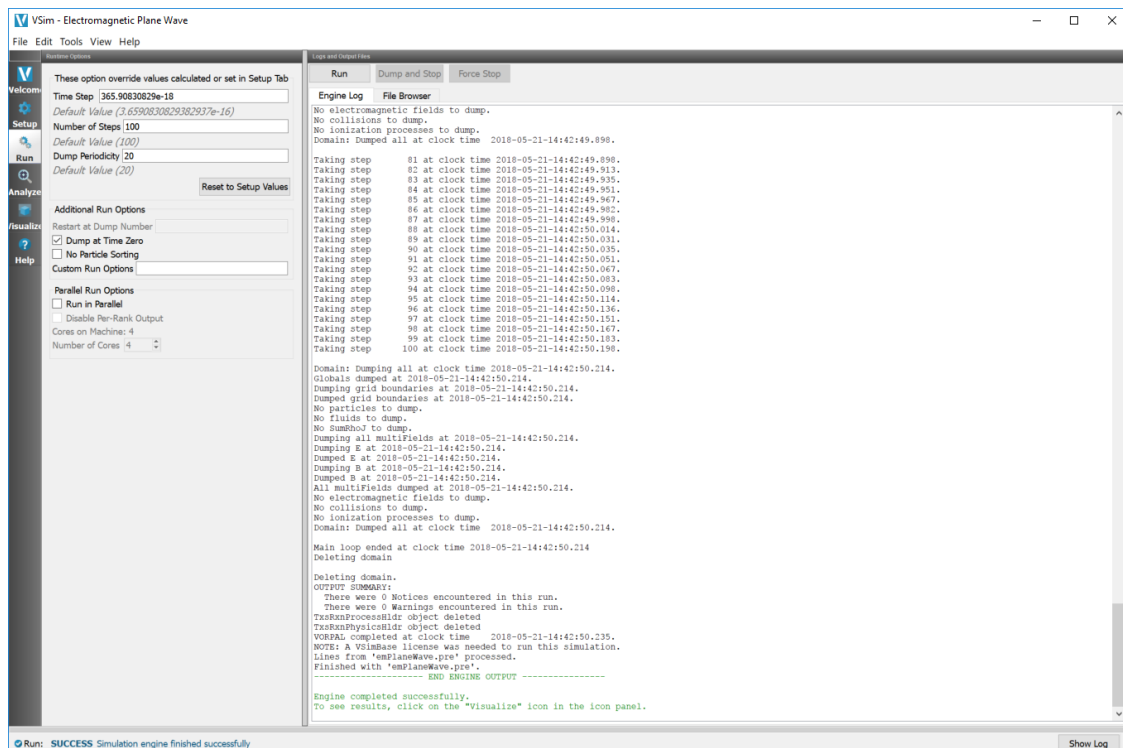 VSim - Electromagnetic Plane Wave
File Edit Tools View Help
Runtime Options
Welcome
Setup
Run
Analyze
Visualize
Help
These option override values calculated or set in Setup Tab
Time Step 365.90830829e-18
Default Value (3.6590830829382937e-16)
Number of Steps 100
Default Value (100)
Dump Periodicity 20
Default Value (20)
Reset to Setup Values
Additional Run Options
Restart at Dump Number
Dump at Time Zero
No Particle Sorting
Custom Run Options
Parallel Run Options
Run in Parallel
Disable Per-Rank Output
Cores on Machine: 4
Number of Cores 4
Logs and Output Files
Run Dump and Stop Force Stop
Engine Log File Browser
No electromagnetic fields to dump.
No collisions to dump.
No ionization processes to dump.
Domain: Dumped all at clock time 2018-05-21-14:42:49.898.
Taking step 81 at clock time 2018-05-21-14:42:49.898.
Taking step 82 at clock time 2018-05-21-14:42:49.913.
Taking step 83 at clock time 2018-05-21-14:42:49.935.
Taking step 84 at clock time 2018-05-21-14:42:49.951.
Taking step 85 at clock time 2018-05-21-14:42:49.967.
Taking step 86 at clock time 2018-05-21-14:42:49.982.
Taking step 87 at clock time 2018-05-21-14:42:49.998.
Taking step 88 at clock time 2018-05-21-14:42:50.014.
Taking step 89 at clock time 2018-05-21-14:42:50.031.
Taking step 90 at clock time 2018-05-21-14:42:50.035.
Taking step 91 at clock time 2018-05-21-14:42:50.051.
Taking step 92 at clock time 2018-05-21-14:42:50.067.
Taking step 93 at clock time 2018-05-21-14:42:50.083.
Taking step 94 at clock time 2018-05-21-14:42:50.098.
Taking step 95 at clock time 2018-05-21-14:42:50.114.
Taking step 96 at clock time 2018-05-21-14:42:50.136.
Taking step 97 at clock time 2018-05-21-14:42:50.151.
Taking step 98 at clock time 2018-05-21-14:42:50.167.
Taking step 99 at clock time 2018-05-21-14:42:50.183.
Taking step 100 at clock time 2018-05-21-14:42:50.198.
Domain: Dumping all at clock time 2018-05-21-14:42:50.214.
Globals dumped at 2018-05-21-14:42:50.214.
Dumping grid boundaries at 2018-05-21-14:42:50.214.
Dumped grid boundaries at 2018-05-21-14:42:50.214.
No particles to dump.
No fluids to dump.
No SumRhoJ to dump.
Dumping all multiFields at 2018-05-21-14:42:50.214.
Dumping E at 2018-05-21-14:42:50.214.
Dumped E at 2018-05-21-14:42:50.214.
Dumping B at 2018-05-21-14:42:50.214.
Dumped B at 2018-05-21-14:42:50.214.
All multiFields dumped at 2018-05-21-14:42:50.214.
No electromagnetic fields to dump.
No collisions to dump.
No ionization processes to dump.
Domain: Dumped all at clock time 2018-05-21-14:42:50.214.
Main loop ended at clock time 2018-05-21-14:42:50.214
Deleting domain
Deleting domain.
OUTPUT SUMMARY:
There were 0 Notices encountered in this run.
There were 0 Warnings encountered in this run.
TxsRxnProcessHldr object deleted
TxsRxnPhysicsHldr object deleted
VORPAL completed at clock time 2018-05-21-14:42:50.235.
NOTE: A VSimBase license was needed to run this simulation.
Lines from 'emPlaneWave.pre' processed.
Finished with 'emPlaneWave.pre'.
--------------------- END ENGINE OUTPUT ----------------
Engine completed successfully.
To see results, click on the "Visualize" icon in the icon panel.
Run: SUCCESS Simulation engine finished successfully
Show Log